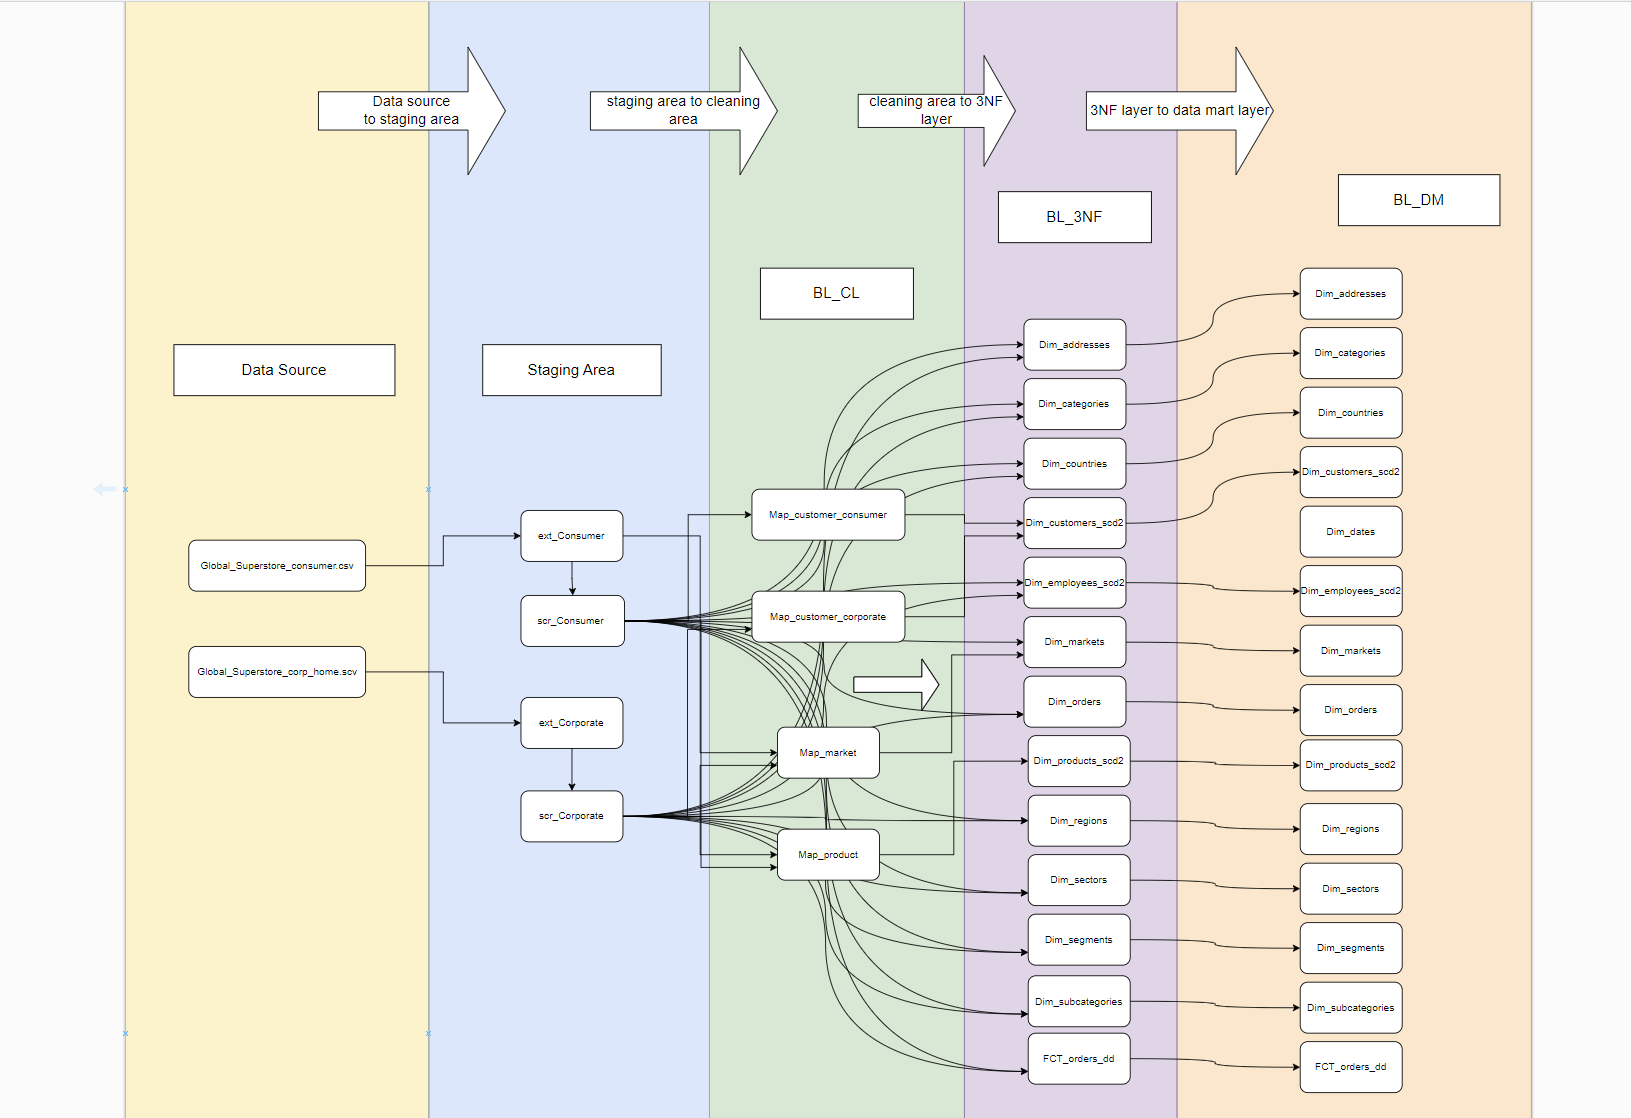 Data source
to staging area
staging area to cleaning
area
cleaning area to 3NF
layer
3NF layer to data mart layer
BL_DM
BL_3NF
BL_CL
Data Source
Staging Area
Global_Superstore_consumer.csv
Global_Superstore_corp_home.scv
ext_Consumer
scr_Consumer
ext_Corporate
scr_Corporate
Map_customer_consumer
Map_customer_corporate
Map_market
Map_product
Dim_addresses
Dim_categories
Dim_countries
Dim_customers_scd2
Dim_employees_scd2
Dim_markets
Dim_orders
Dim_products_scd2
Dim_regions
Dim_sectors
Dim_segments
Dim_subcategories
FCT_orders_dd
Dim_addresses
Dim_categories
Dim_countries
Dim_customers_scd2
Dim_dates
Dim_employees_scd2
Dim_markets
Dim_orders
Dim_products_scd2
Dim_regions
Dim_sectors
Dim_segments
Dim_subcategories
FCT_orders_dd